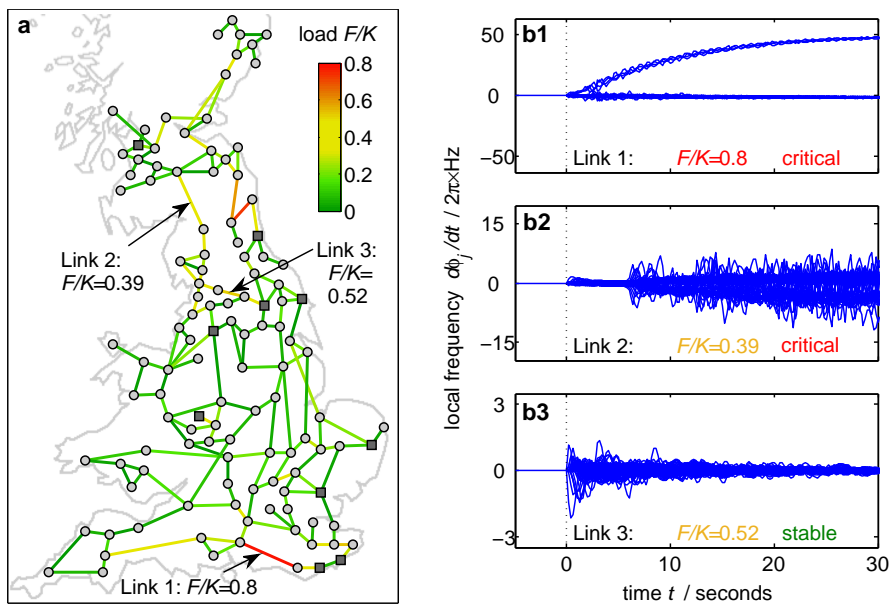 a
load F/K
0.8
0.6
0.4
0.2
0
Link 2:
F/K=0.39
Link 3:
F/K=
0.52
Link 1: F/K=0.8
local frequency dϕj/dt / 2π×Hz
b1
50
0
−50
Link 1: F/K=0.8 critical
b2
15
0
−15
Link 2: F/K=0.39 critical
b3
3
0
−3
Link 3: F/K=0.52 stable
0 10 20 30
time t / seconds